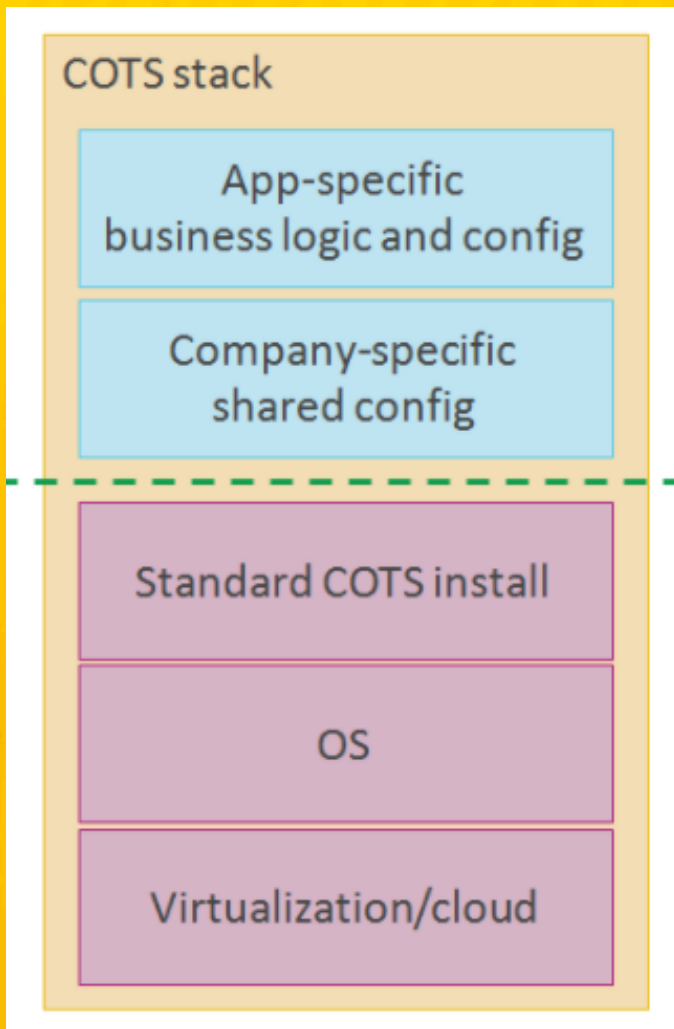 COTS stack
App-specific
business logic and config
Company-specific
shared config
Standard COTS install
OS
Virtualization/cloud